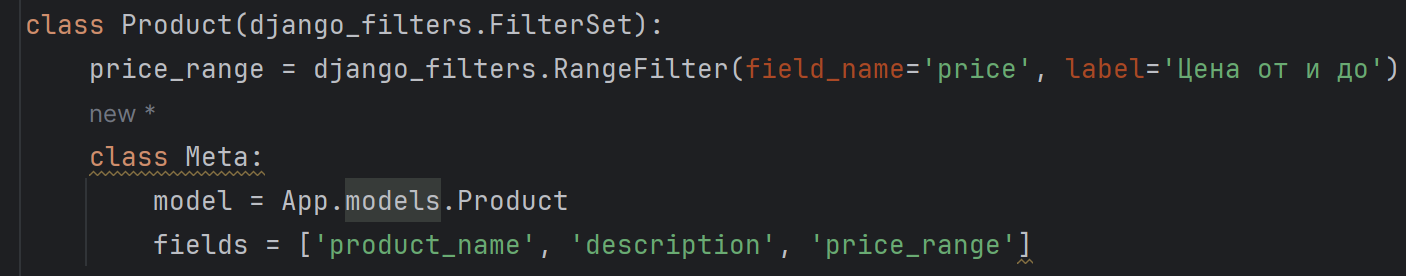 class Product(django_filters.FilterSet):
price_range = django_filters.RangeFilter(field_name='price', label='Цена от и до')
new *
class Meta:
model = App.models.Product
fields = ['product_name', 'description', 'price_range']